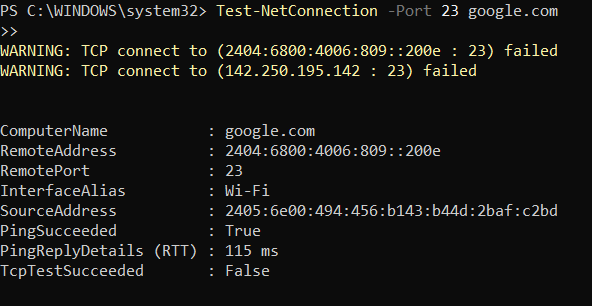 PS C:\WINDOWS\system32> Test-NetConnection -Port 23 google.com
>>
WARNING: TCP connect to (2404:6800:4006:809::200e : 23) failed
WARNING: TCP connect to (142.250.195.142 : 23) failed
ComputerName : google.com
RemoteAddress : 2404:6800:4006:809::200e
RemotePort : 23
InterfaceAlias : Wi-Fi
SourceAddress : 2405:6e00:494:456:b143:b44d:2baf:c2bd
PingSucceeded : True
PingReplyDetails (RTT) : 115 ms
TcpTestSucceeded : False